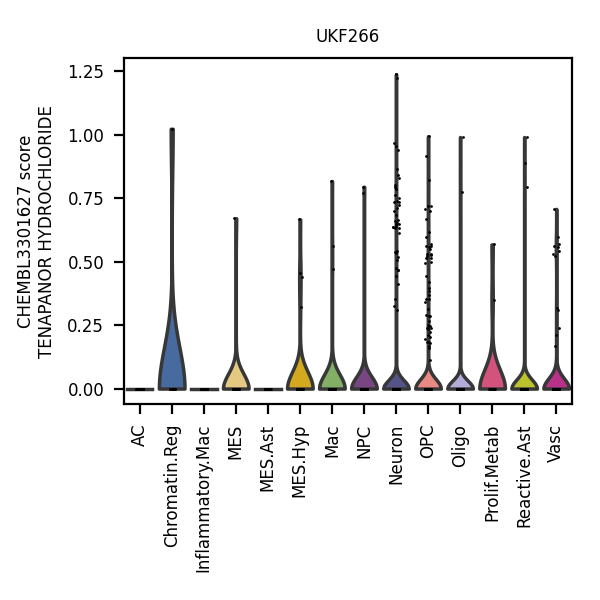 UKF266
CHEMBL3301627 score
TENAPANOR HYDROCHLORIDE
1.25
1.00
0.75
0.50
0.25
0.00
AC
Chromatin.Reg
Inflammatory.Mac
MES
MES.Ast
MES.Hyp
Mac
NPC
Neuron
OPC
Oligo
Prolif.Metab
Reactive.Ast
Vasc